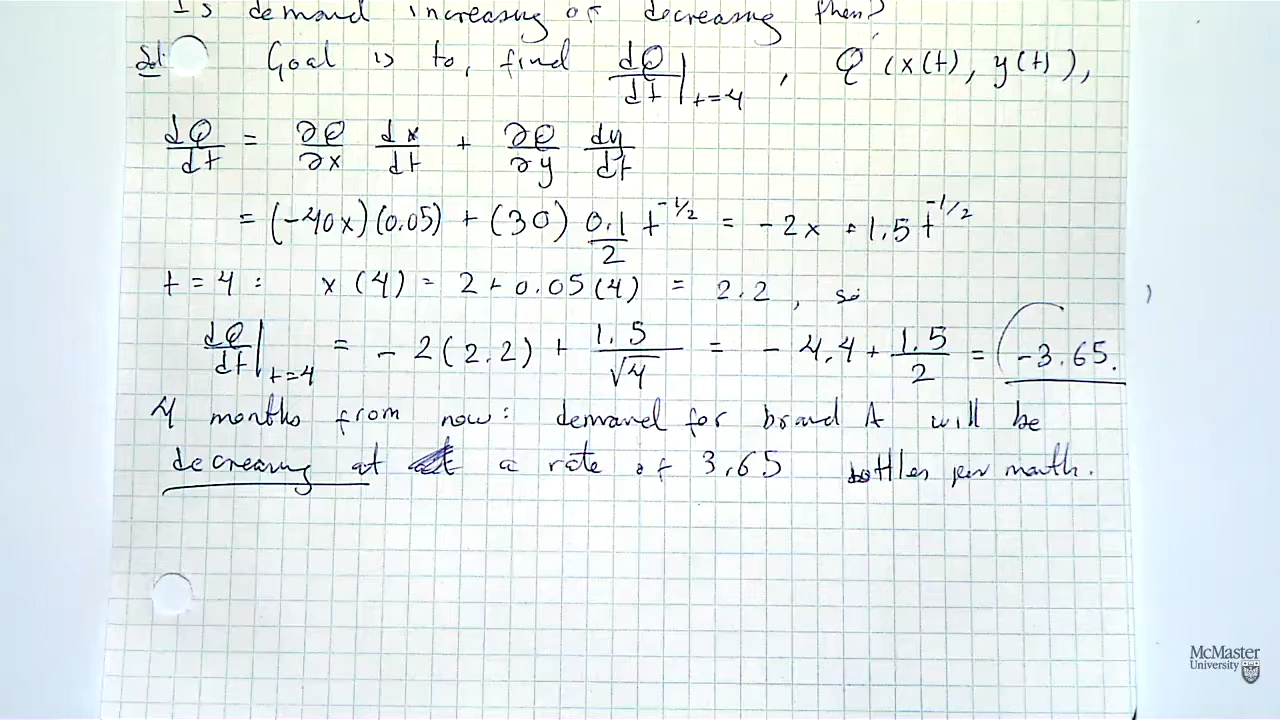 Is demand increasing or decreasing then?
Sol: Goal is to, find dQ/dt|t=4 , Q (x(t), y(t)),
dQ/dt = ∂Q/∂x dx/dt + ∂Q/∂y dy/dt
= (-40x)(0.05) + (30) 0.1/2 t^-1/2 = -2x + 1.5 t^-1/2
t = 4 : x(4) = 2 + 0.05(4) = 2.2 , so
dQ/dt|t=4 = - 2(2.2) + 1.5/√4 = - 4.4 + 1.5/2 = -3.65.
4 months from now: demand for brand A will be
decreasing at a rate of 3.65 bottles per month.
McMaster
University